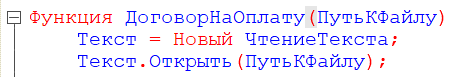 Функция ДоговорНаОплату(ПутьКФайлу)
Текст = Новый ЧтениеТекста;
Текст.Открыть(ПутьКФайлу);